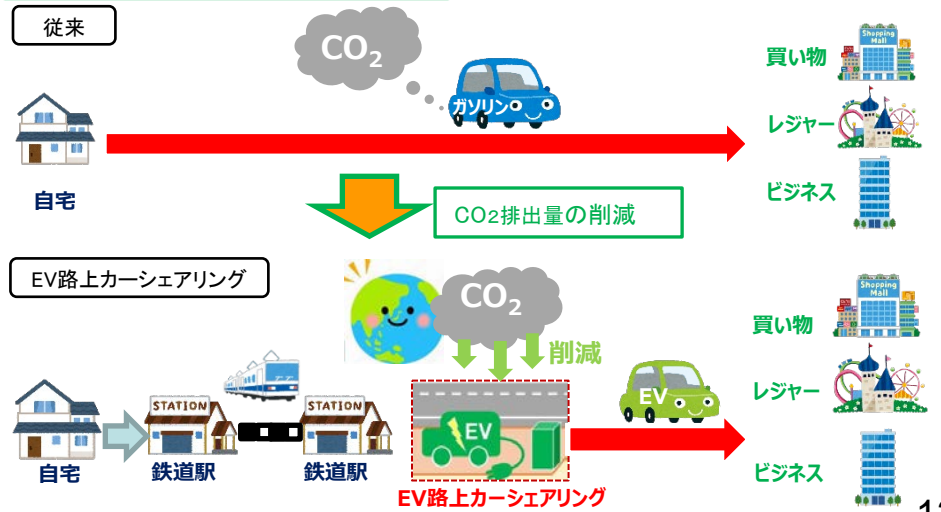 従来
CO2
ガソリン
買い物
Shopping
Mall
レジャー
ビジネス
自宅
CO2排出量の削減
EV路上カーシェアリング
CO2
削減
買い物
Shopping
Mall
レジャー
EV
STATION
STATION
EV
自宅
鉄道駅
鉄道駅
ビジネス
EV路上カーシェアリング